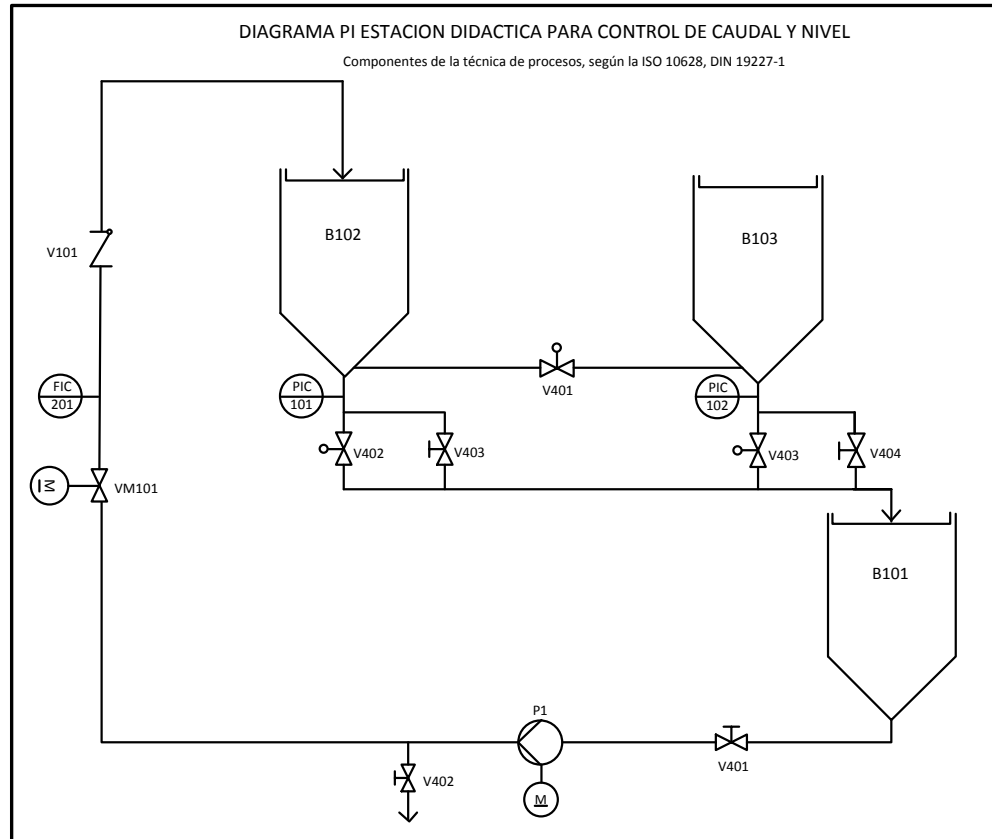 DIAGRAMA PI ESTACION DIDACTICA PARA CONTROL DE CAUDAL Y NIVEL
Componentes de la técnica de procesos, según la ISO 10628, DIN 19227-1
B102
B103
V101
FIC
201
PIC
101
V401
PIC
102
V402
V403
V403
V404
M
VM101
B101
P1
V401
V402
M